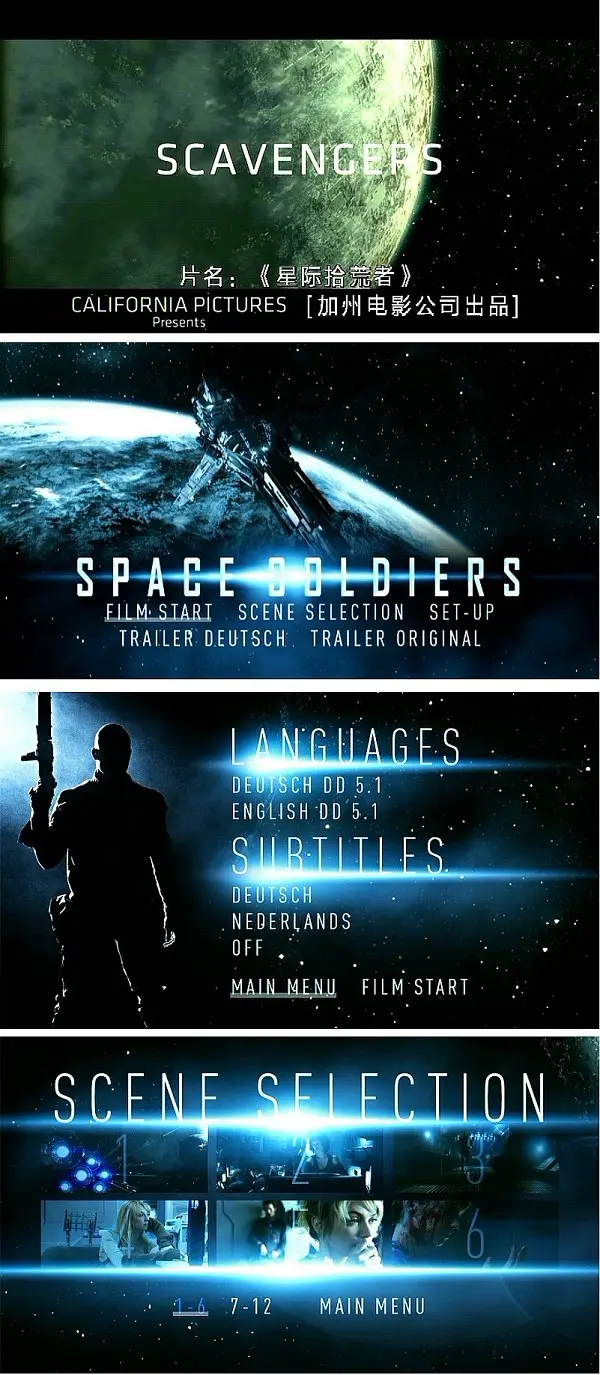 SCAVENGERS
片名：《星际拾荒者》
CALIFORNIA PICTURES [加州电影公司出品]
Presents
SPACE SOLDIERS
FILM START SCENE SELECTION SET-UP
TRAILER DEUTSCH TRAILER ORIGINAL
LANGUAGES
DEUTSCH DD 5.1
ENGLISH DD 5.1
SUBTITLES
DEUTSCH
NEDERLANDS
OFF
MAIN MENU FILM START
SCENE SELECTION
1 2 3
4 5 6
1-6 7-12 MAIN MENU